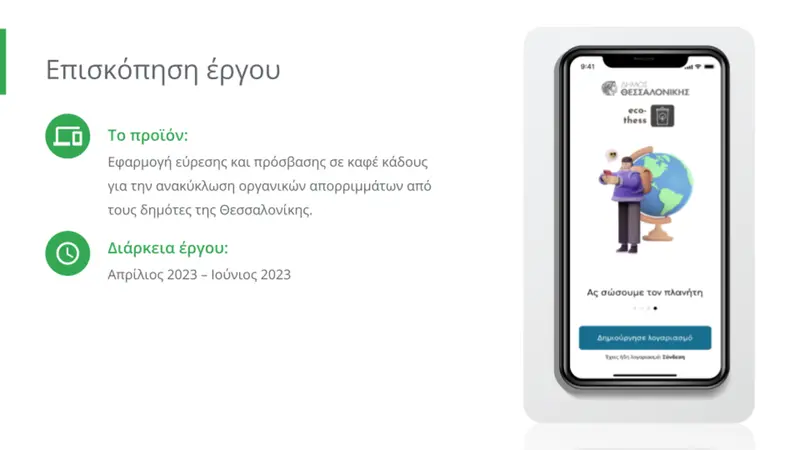 Επισκόπηση έργου
Το προϊόν:
Εφαρμογή εύρεσης και πρόσβασης σε καφέ κάδους
για την ανακύκλωση οργανικών απορριμμάτων από
τους δημότες της Θεσσαλονίκης.
Διάρκεια έργου:
Απρίλιος 2023 – Ιούνιος 2023
9:41
ΔΗΜΟΣ
ΘΕΣΣΑΛΟΝΙΚΗΣ
eco-
thess
Ας σώσουμε τον πλανήτη
Δημιούργησε λογαριασμό
Έχεις ήδη λογαριασμό; Σύνδεση